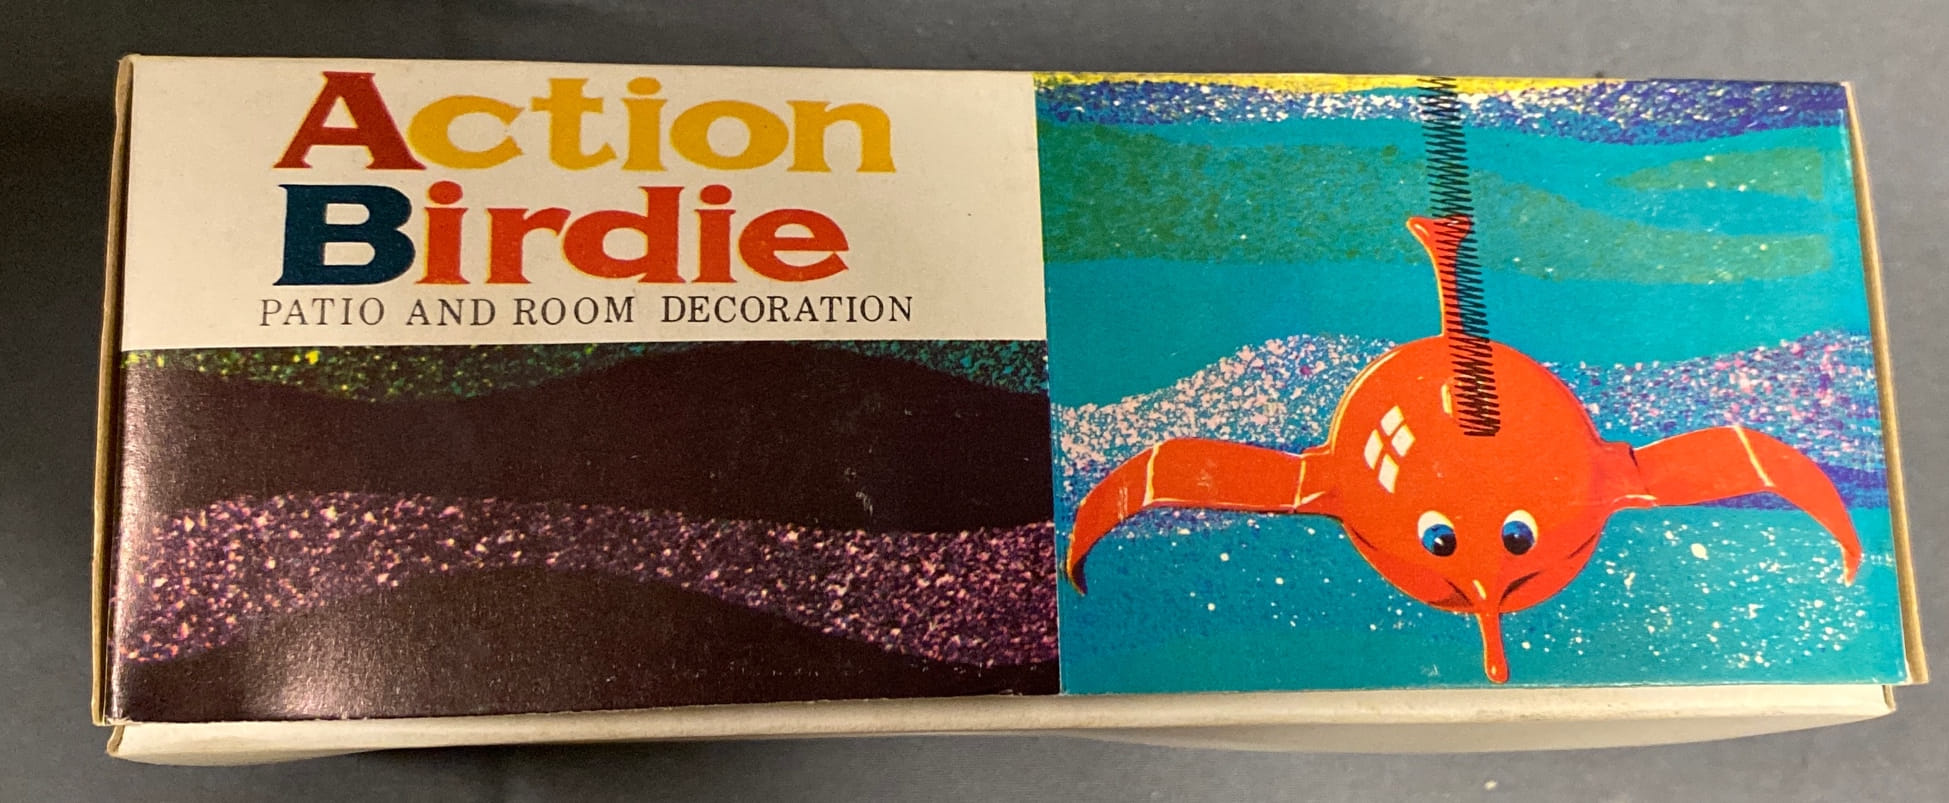 Action
Birdie
PATIO AND ROOM DECORATION